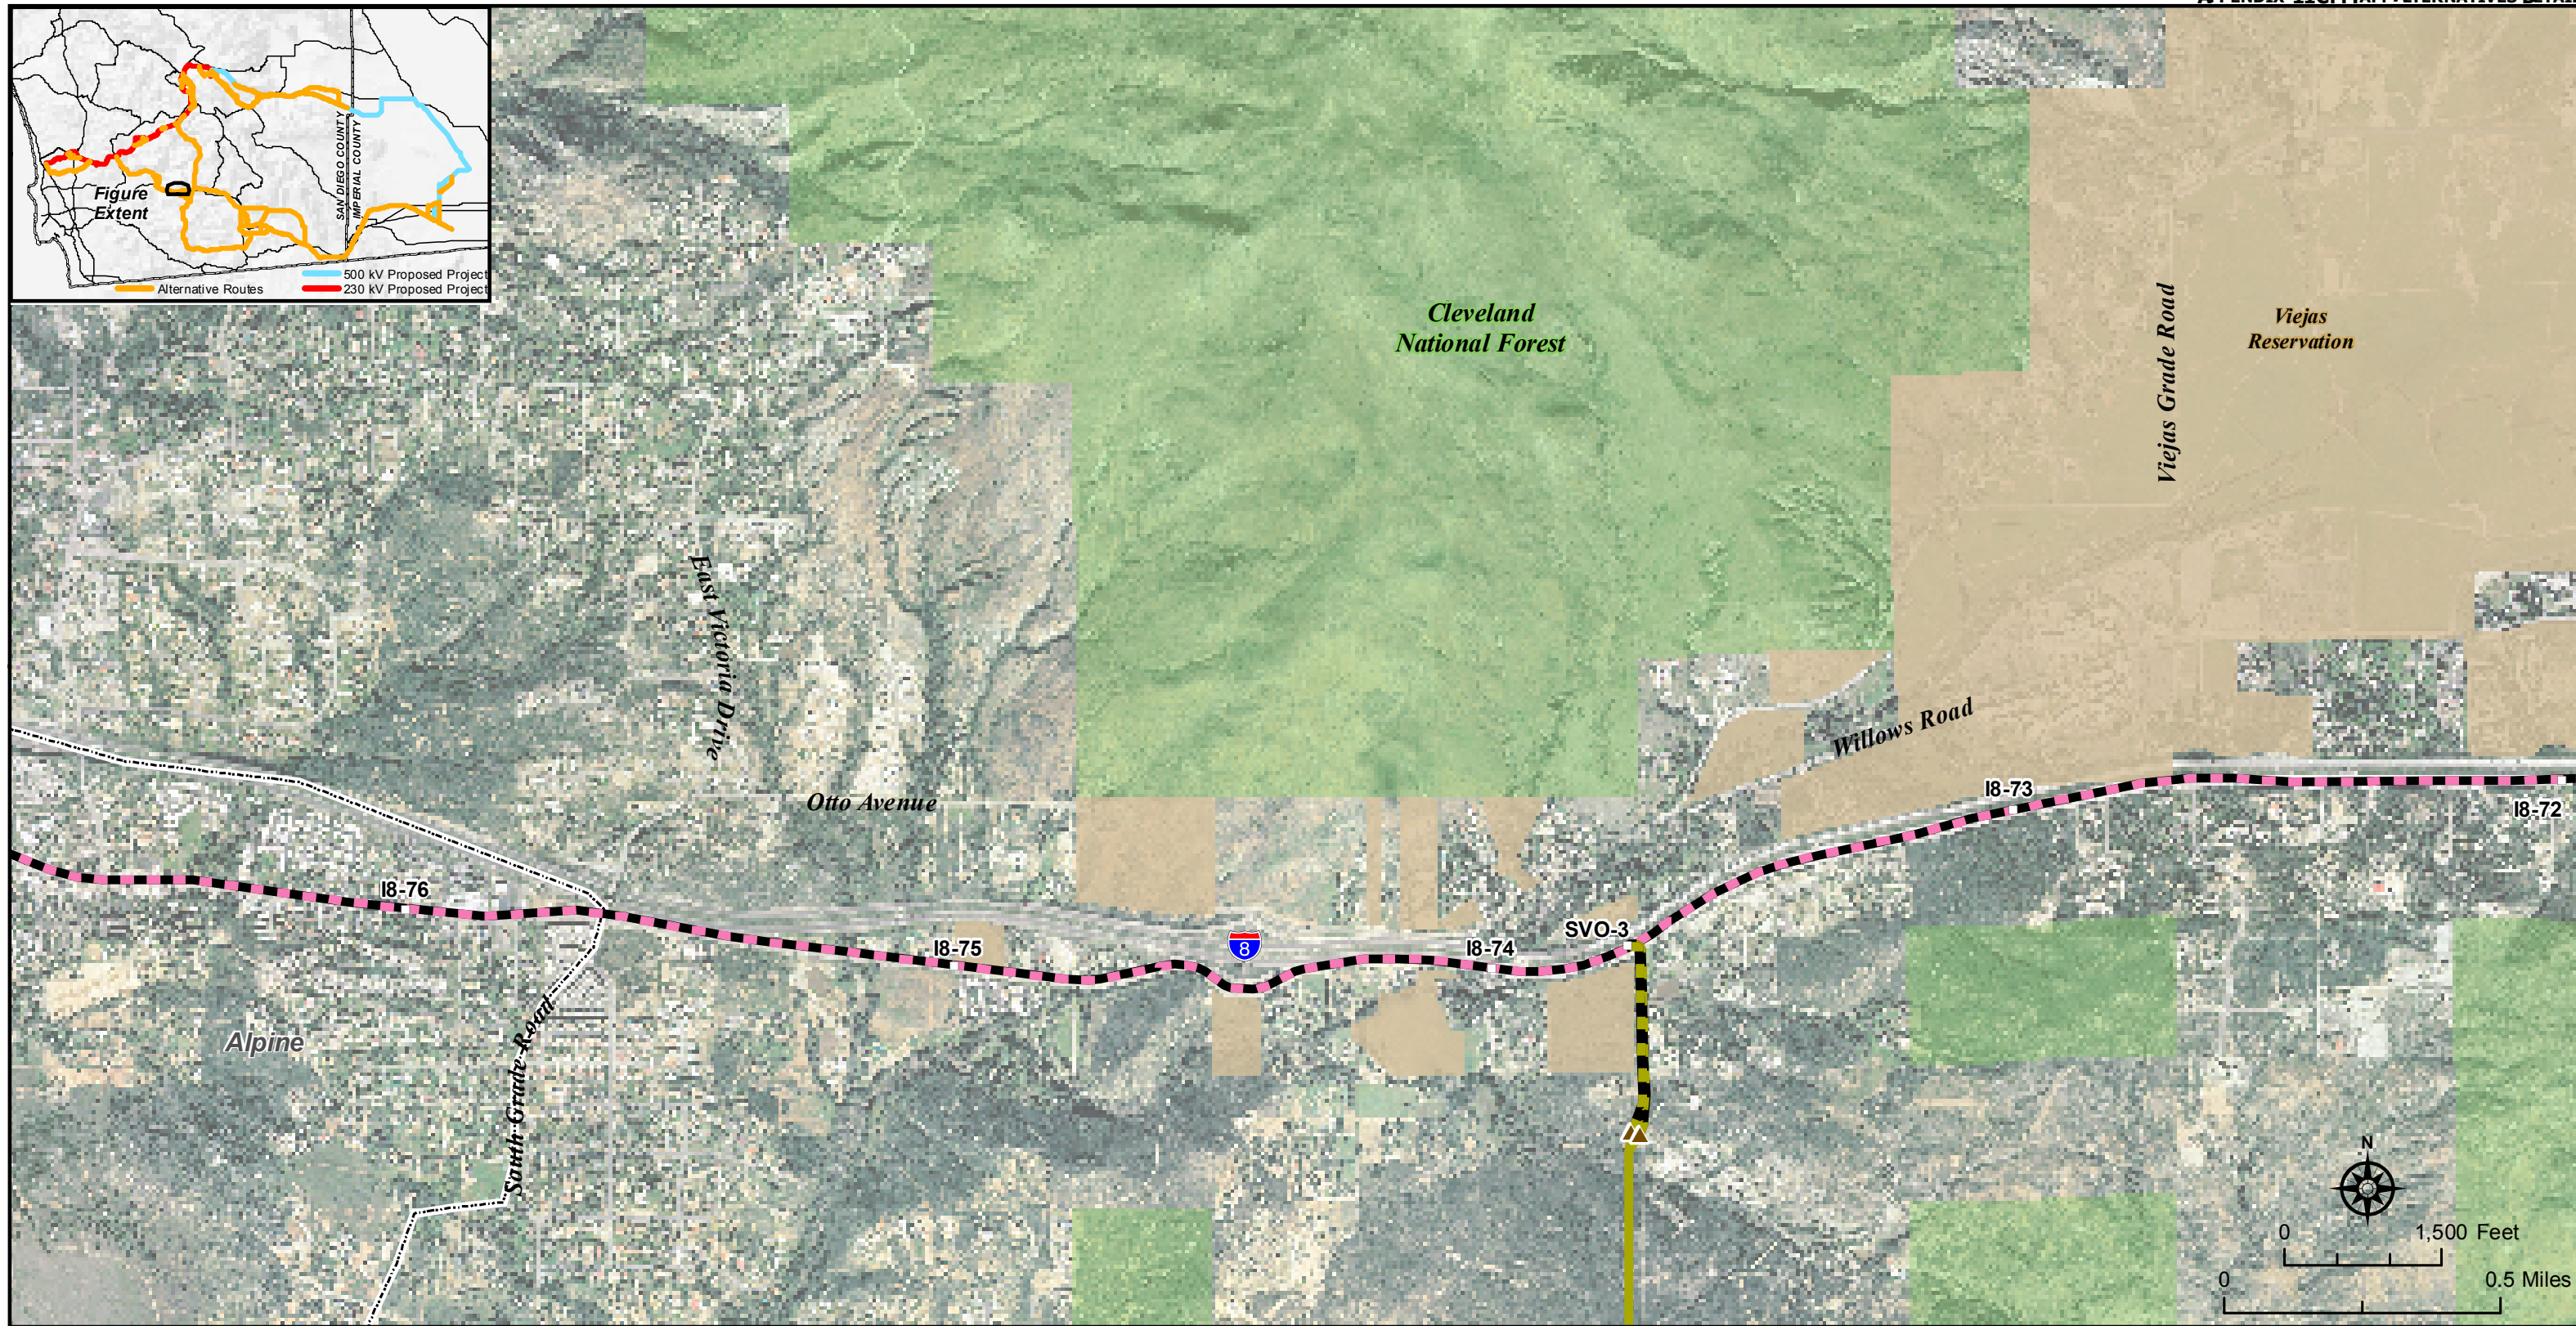 SAN DIEGO COUNTY
IMPERIAL COUNTY
Figure
Extent
500 kV Proposed Project
Alternative Routes
230 kV Proposed Project
Cleveland
National Forest
Viejas Grade Road
Viejas
Reservation
East Victoria Drive
Willows Road
Otto Avenue
I8-73
I8-72
I8-76
SVO-3
I8-75
8
I8-74
Alpine
South Grade Road
N
0 1,500 Feet
0 0.5 Miles